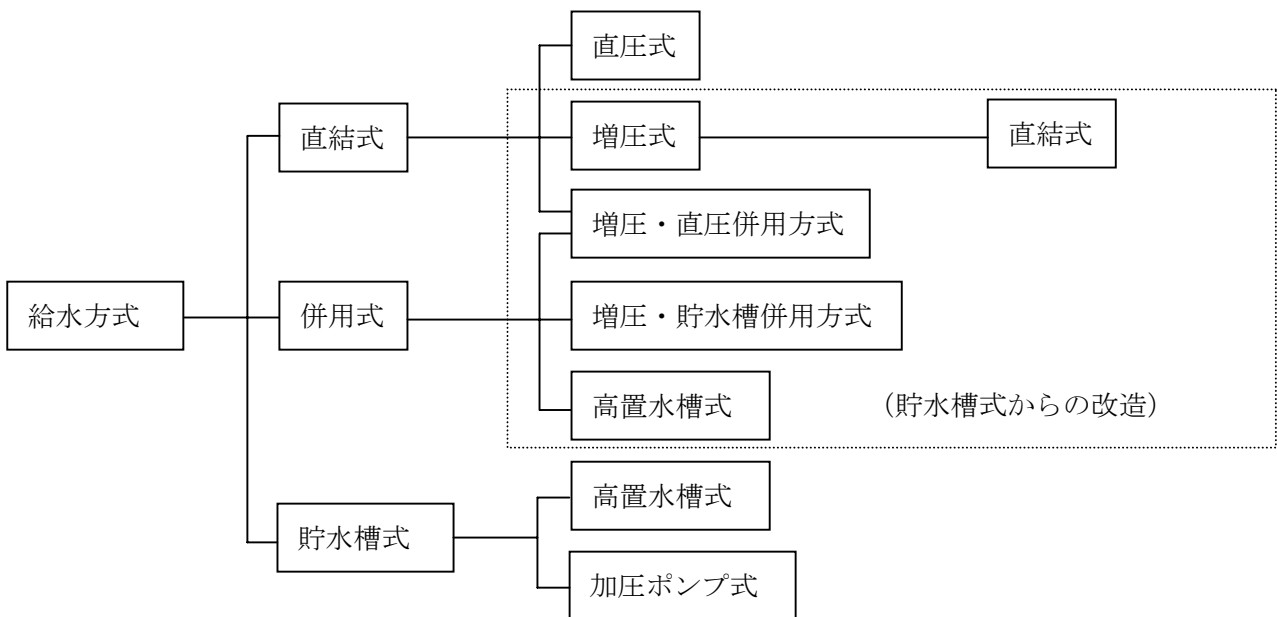 直圧式
直結式
増圧式
直結式
増圧・直圧併用方式
給水方式
併用式
増圧・貯水槽併用方式
高置水槽式
（貯水槽式からの改造）
高置水槽式
貯水槽式
加圧ポンプ式